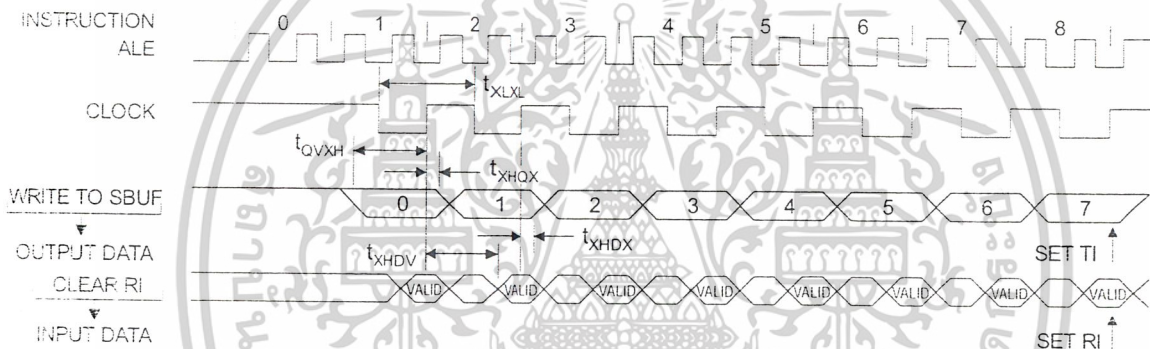 INSTRUCTION 0 1 2 3 4 5 6 7 8
ALE
tXLXL
CLOCK
tQVXH
tXHQX
WRITE TO SBUF
0 1 2 3 4 5 6 7
OUTPUT DATA
tXHDV
tXHDX
SET TI
CLEAR RI
VALID VALID VALID VALID VALID VALID VALID VALID
INPUT DATA
SET RI